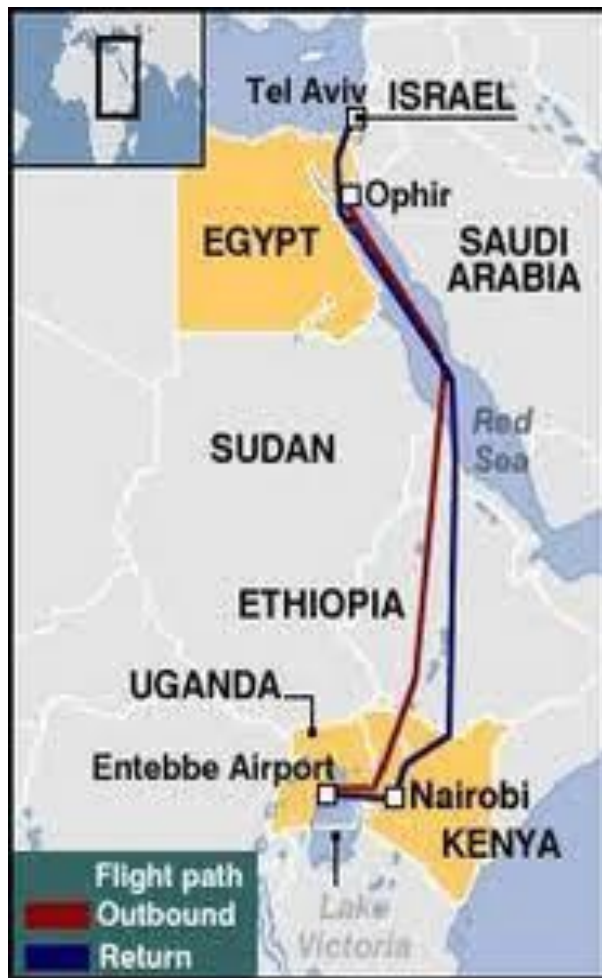 Tel Aviv
ISRAEL
Ophir
EGYPT
SAUDI
ARABIA
Red
Sea
SUDAN
ETHIOPIA
UGANDA
Entebbe Airport
Nairobi
KENYA
Lake
Victoria
Flight path
Outbound
Return